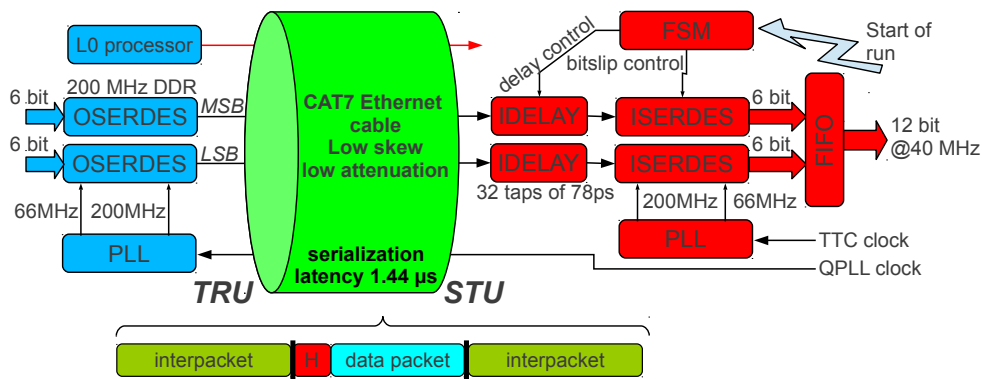 L0 processor
FSM
Start of
run
delay control
bitslip control
200 MHz DDR
6 bit
OSERDES
MSB
6 bit
OSERDES
LSB
CAT7 Ethernet
cable
Low skew
low attenuation
IDELAY
ISERDES
6 bit
IDELAY
ISERDES
6 bit
FIFO
12 bit
@40 MHz
32 taps of 78ps
66MHz
200MHz
200MHz
66MHz
PLL
PLL
TTC clock
QPLL clock
serialization
latency 1.44 µs
TRU
STU
interpacket
H
data packet
interpacket